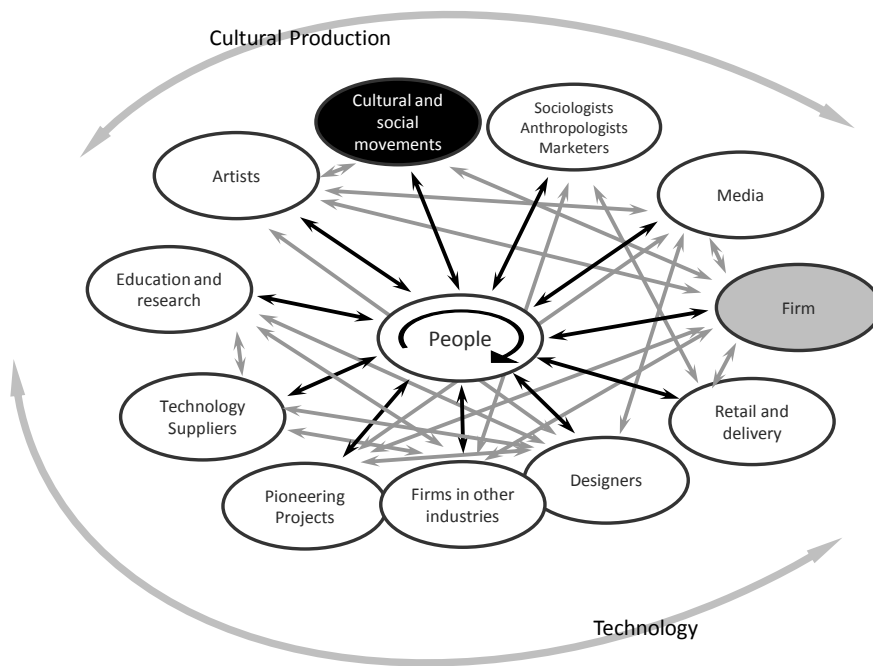 Cultural Production
Cultural and
social
movements
Sociologists
Anthropologists
Marketers
Artists
Media
Education and
research
Firm
People
Technology
Suppliers
Retail and
delivery
Pioneering
Projects
Firms in other
industries
Designers
Technology